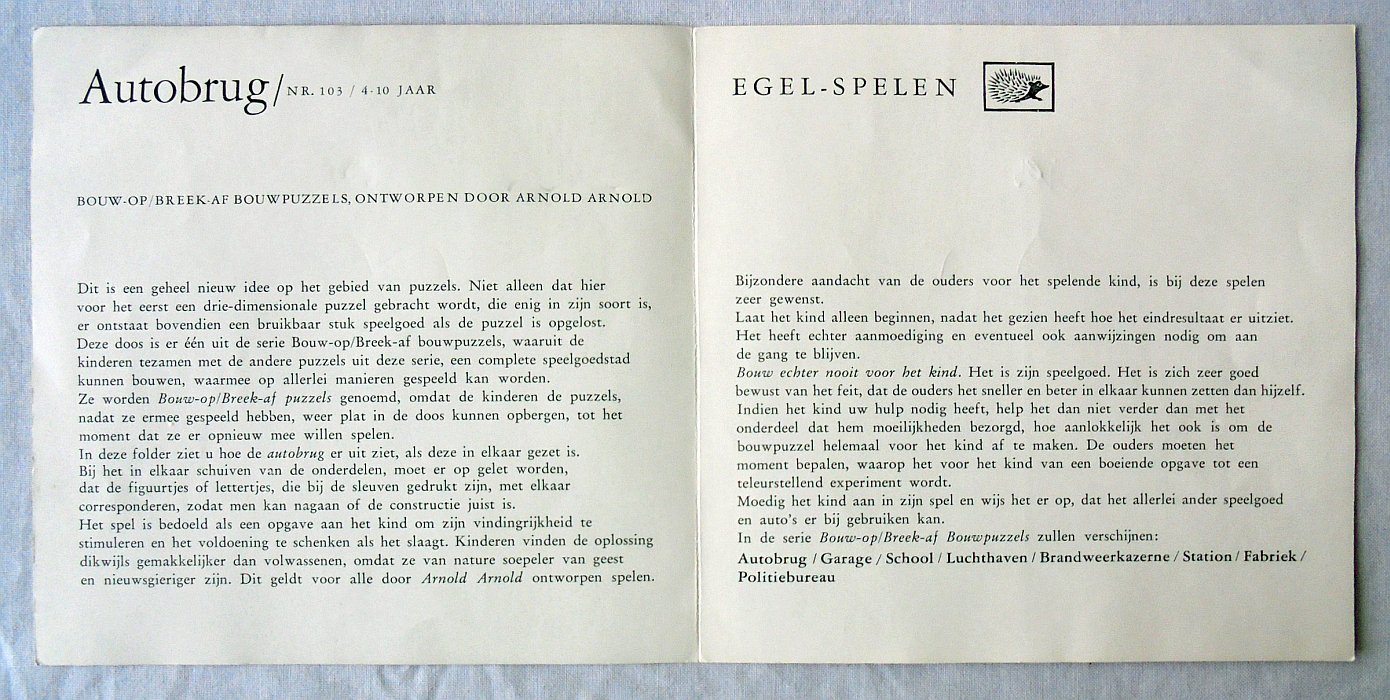 Autobrug/NR. 103 / 4-10 JAAR
BOUW-OP/BREEK-AF BOUWPUZZELS, ONTWORPEN DOOR ARNOLD ARNOLD
Dit is een geheel nieuw idee op het gebied van puzzels. Niet alleen dat hier
voor het eerst een drie-dimensionale puzzel gebracht wordt, die enig in zijn soort is,
er ontstaat bovendien een bruikbaar stuk speelgoed als de puzzel is opgelost.
Deze doos is er één uit de serie Bouw-op/Breek-af bouwpuzzels, waaruit de
kinderen tezamen met de andere puzzels uit deze serie, een complete speelgoedstad
kunnen bouwen, waarmee op allerlei manieren gespeeld kan worden.
Ze worden Bouw-op/Breek-af puzzels genoemd, omdat de kinderen de puzzels,
nadat ze ermee gespeeld hebben, weer plat in de doos kunnen opbergen, tot het
moment dat ze er opnieuw mee willen spelen.
In deze folder ziet u hoe de autobrug er uit ziet, als deze in elkaar gezet is.
Bij het in elkaar schuiven van de onderdelen, moet er op gelet worden,
dat de figuurtjes of lettertjes, die bij de sleuven gedrukt zijn, met elkaar
corresponderen, zodat men kan nagaan of de constructie juist is.
Het spel is bedoeld als een opgave aan het kind om zijn vindingrijkheid te
stimuleren en het voldoening te schenken als het slaagt. Kinderen vinden de oplossing
dikwijls gemakkelijker dan volwassenen, omdat ze van nature soepeler van geest
en nieuwsgieriger zijn. Dit geldt voor alle door Arnold Arnold ontworpen spelen.
EGEL-SPELEN
Bijzondere aandacht van de ouders voor het spelende kind, is bij deze spelen
zeer gewenst.
Laat het kind alleen beginnen, nadat het gezien heeft hoe het eindresultaat er uitziet.
Het heeft echter aanmoediging en eventueel ook aanwijzingen nodig om aan
de gang te blijven.
Bouw echter nooit voor het kind. Het is zijn speelgoed. Het is zich zeer goed
bewust van het feit, dat de ouders het sneller en beter in elkaar kunnen zetten dan hijzelf.
Indien het kind uw hulp nodig heeft, help het dan niet verder dan met het
onderdeel dat hem moeilijkheden bezorgd, hoe aanlokkelijk het ook is om de
bouwpuzzel helemaal voor het kind af te maken. De ouders moeten het
moment bepalen, waarop het voor het kind van een boeiende opgave tot een
teleurstellend experiment wordt.
Moedig het kind aan in zijn spel en wijs het er op, dat het allerlei ander speelgoed
en auto's er bij gebruiken kan.
In de serie Bouw-op/Breek-af Bouwpuzzels zullen verschijnen:
Autobrug / Garage / School / Luchthaven / Brandweerkazerne / Station / Fabriek /
Politiebureau